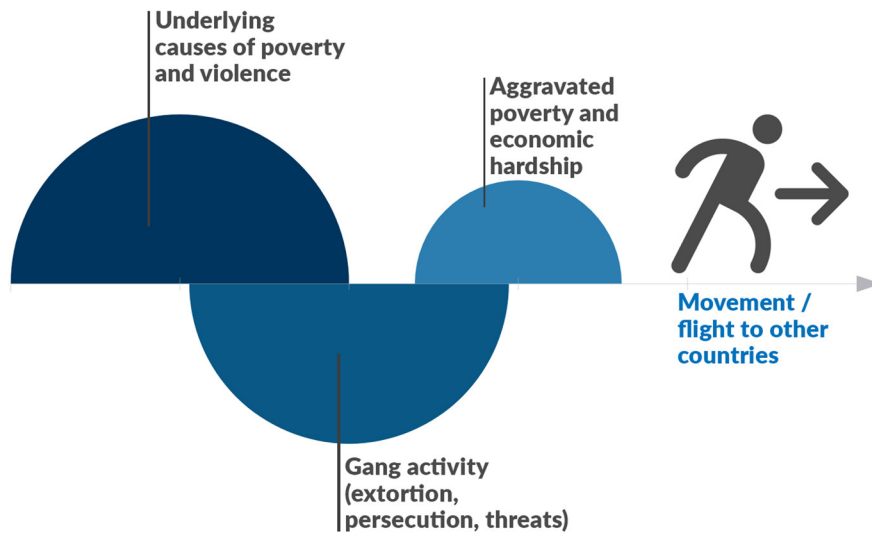 Underlying
causes of poverty
and violence
Aggravated
poverty and
economic
hardship
Movement /
flight to other
countries
Gang activity
(extortion,
persecution, threats)